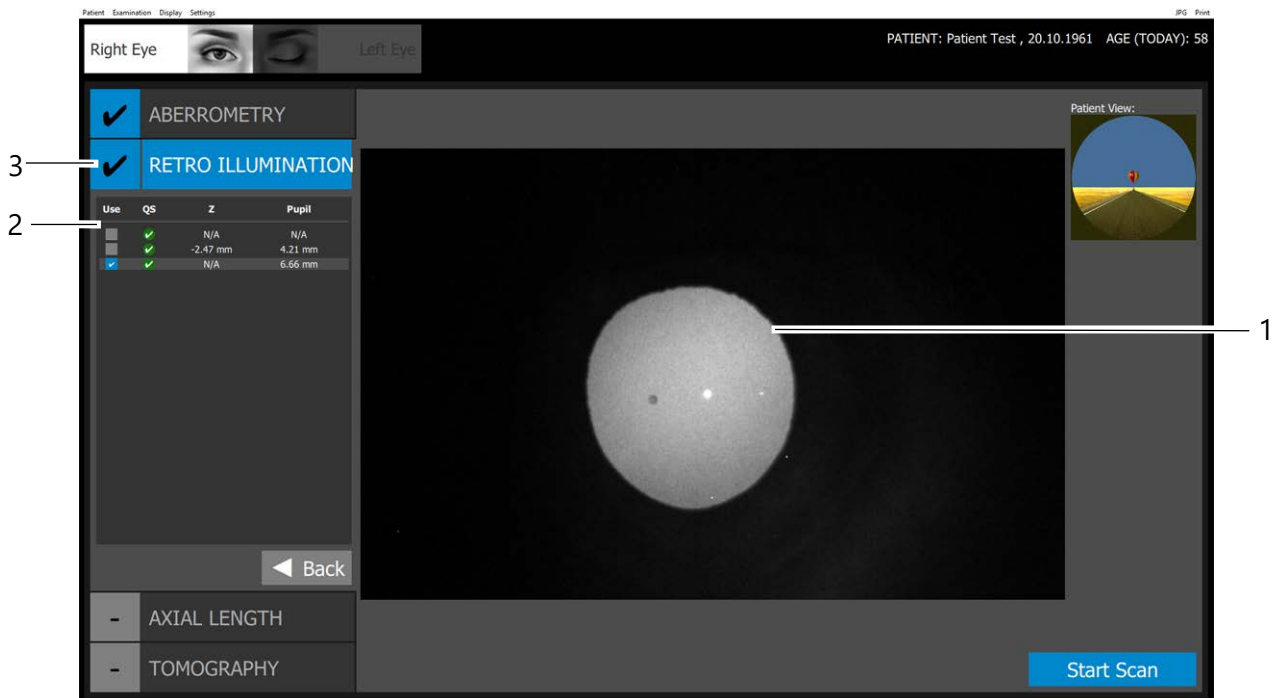 Patient Examination Display Settings JPG Print
Right Eye Left Eye PATIENT: Patient Test , 20.10.1961 AGE (TODAY): 58
✔ ABERROMETRY
Patient View:
3 ✔ RETRO ILLUMINATION
2
Use QS Z Pupil
N/A N/A
-2.47 mm 4.21 mm
N/A 6.66 mm
1
◀ Back
- AXIAL LENGTH
- TOMOGRAPHY
Start Scan